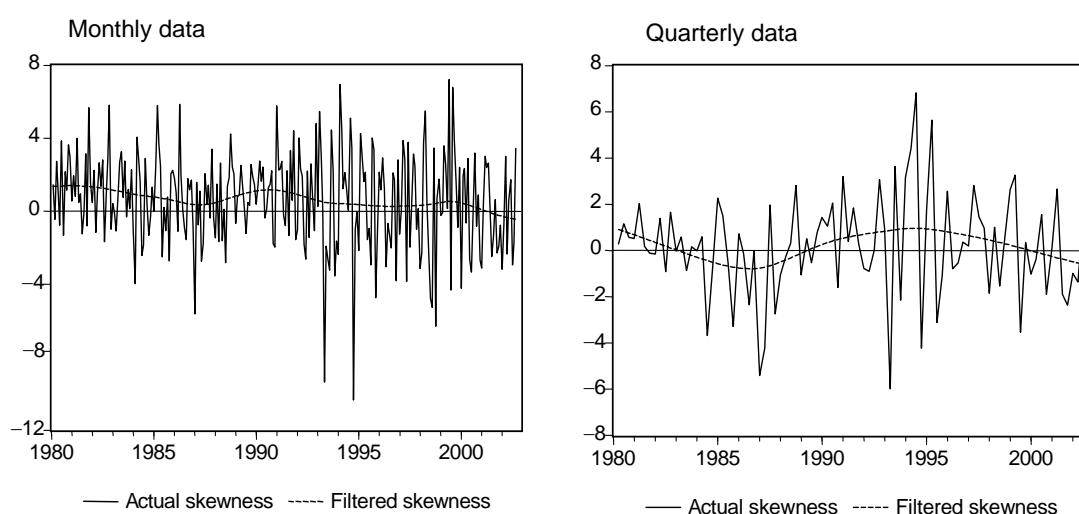 Monthly data
8
4
0
−4
−8
−12
1980 1985 1990 1995 2000
Actual skewness Filtered skewness
Quarterly data
8
6
4
2
0
−2
−4
−6
−8
1980 1985 1990 1995 2000
Actual skewness Filtered skewness